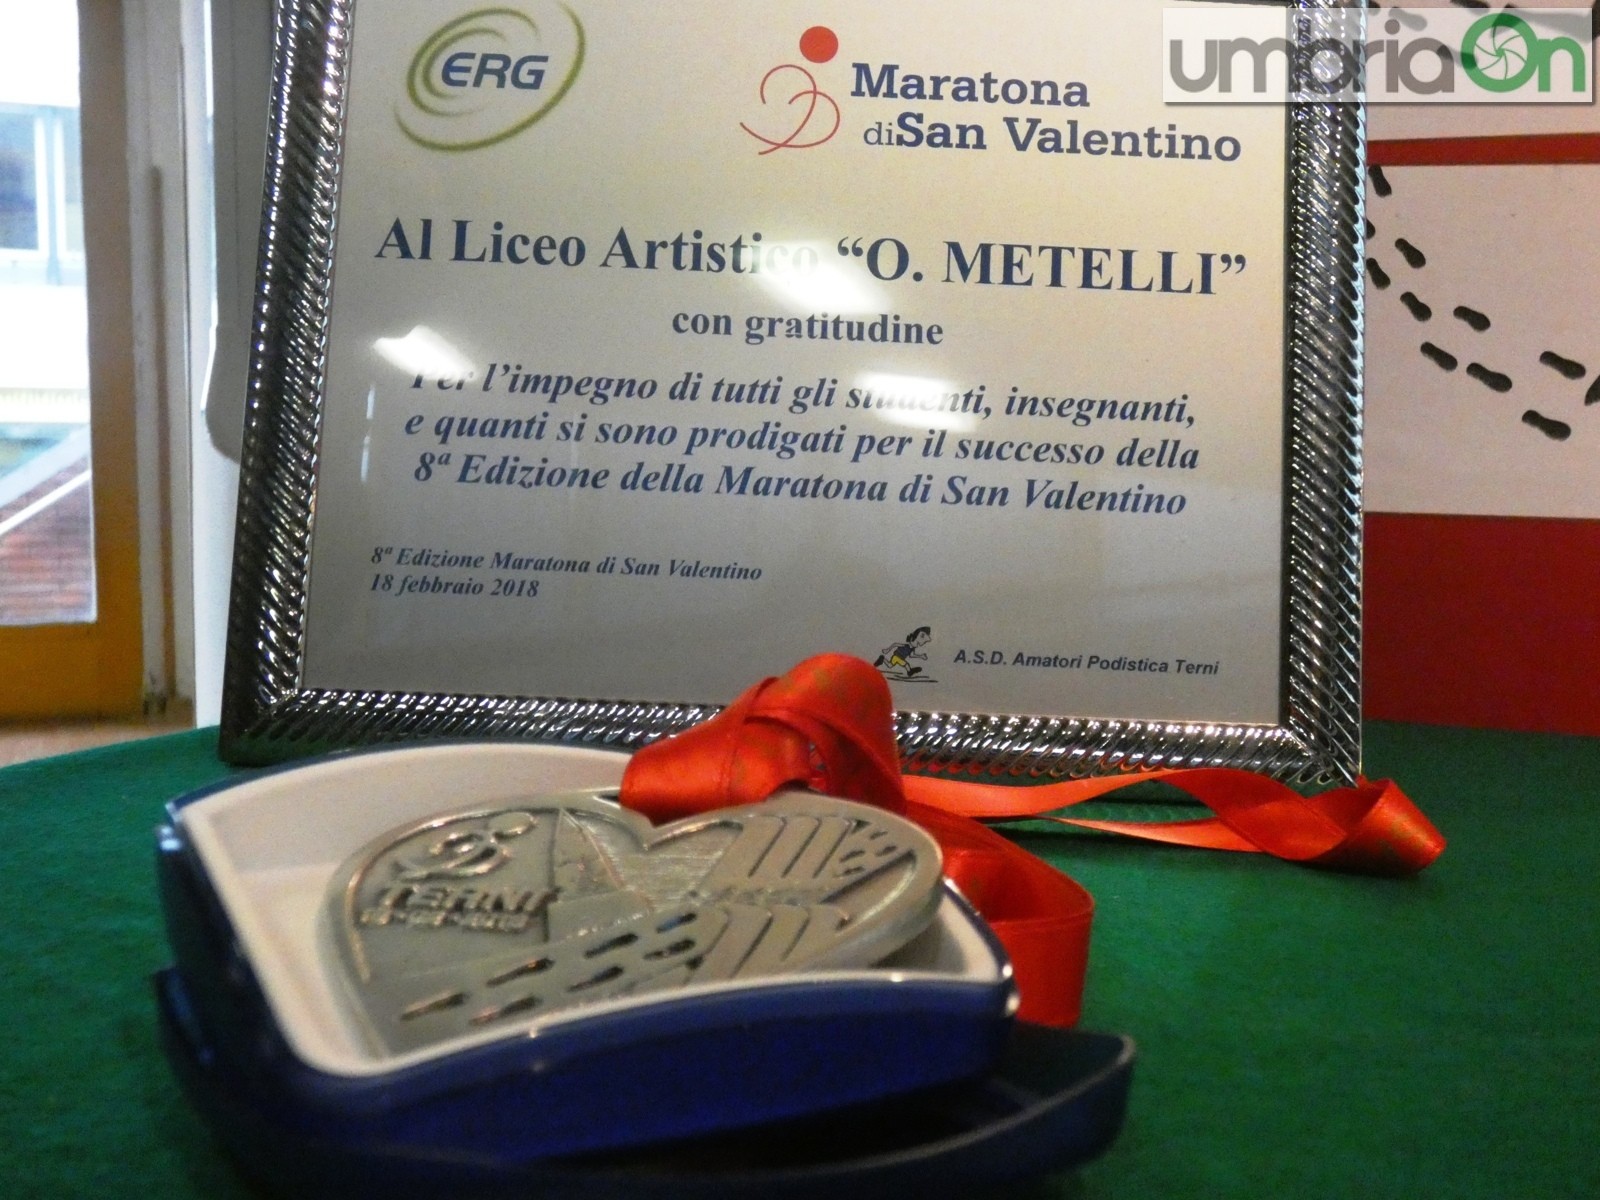 umbriaOn
ERG
Maratona
diSan Valentino
Al Liceo Artistico “O. METELLI”
con gratitudine
Per l’impegno di tutti gli studenti, insegnanti,
e quanti si sono prodigati per il successo della
8ª Edizione della Maratona di San Valentino
8ª Edizione Maratona di San Valentino
18 febbraio 2018
A.S.D. Amatori Podistica Terni
TERNI